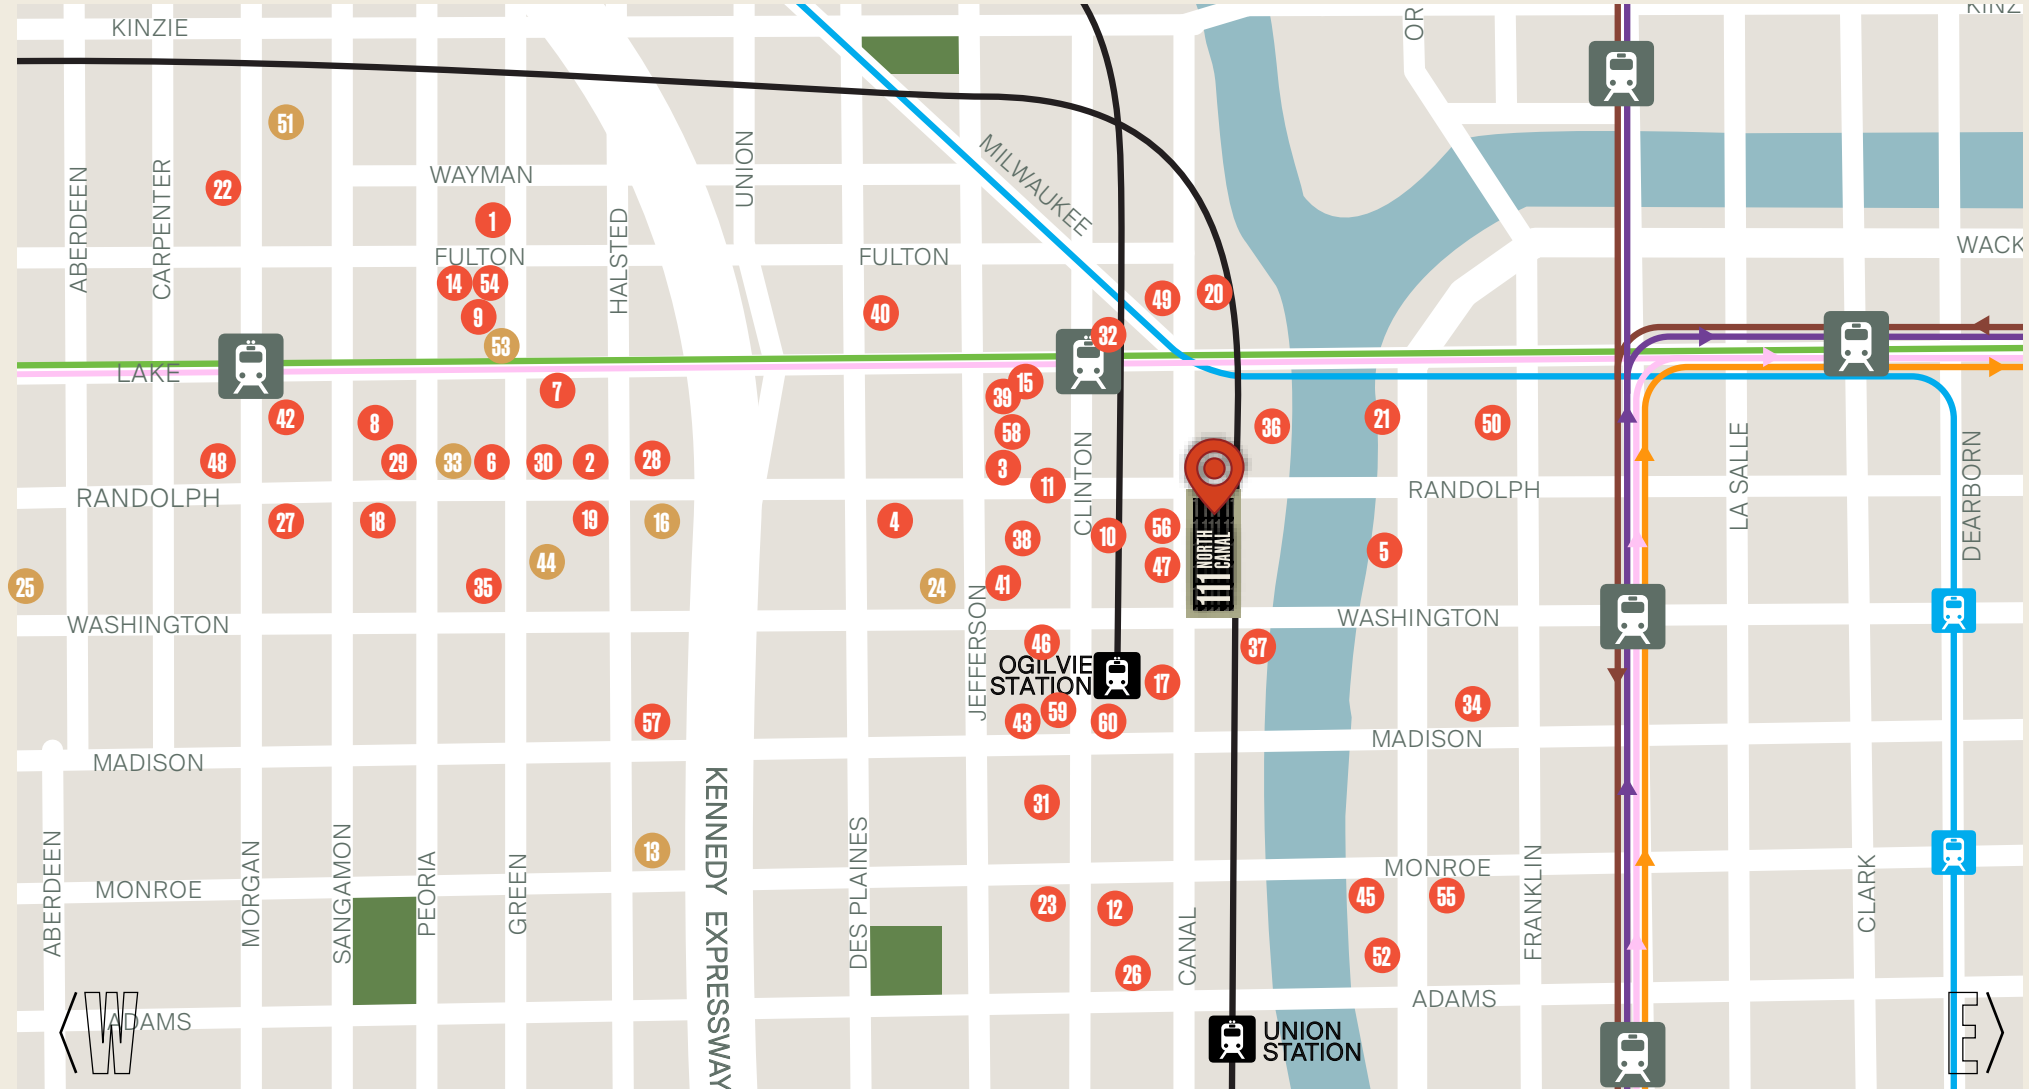 KINZIE
OR
KINZ
51
ABERDEEN
CARPENTER
22
WAYMAN
UNION
MILWAUKEE
1
HALSTED
FULTON
FULTON
WACK
14
54
9
53
40
49
20
32
LAKE
7
15
39
42
8
58
36
21
50
48
29
33
6
30
2
28
3
11
CLINTON
LA SALLE
DEARBORN
RANDOLPH
RANDOLPH
27
18
19
16
4
38
10
56
47
111 NORTH
CANAL
5
44
25
35
24
41
JEFFERSON
WASHINGTON
WASHINGTON
46
37
OGILVIE
STATION
17
57
43
59
60
34
MADISON
MADISON
KENNEDY EXPRESSWAY
31
13
ABERDEEN
MORGAN
SANGAMON
PEORIA
GREEN
DES PLAINES
MONROE
MONROE
FRANKLIN
CLARK
23
12
45
55
CANAL
26
52
ADAMS
ADAMS
W
E
UNION
STATION